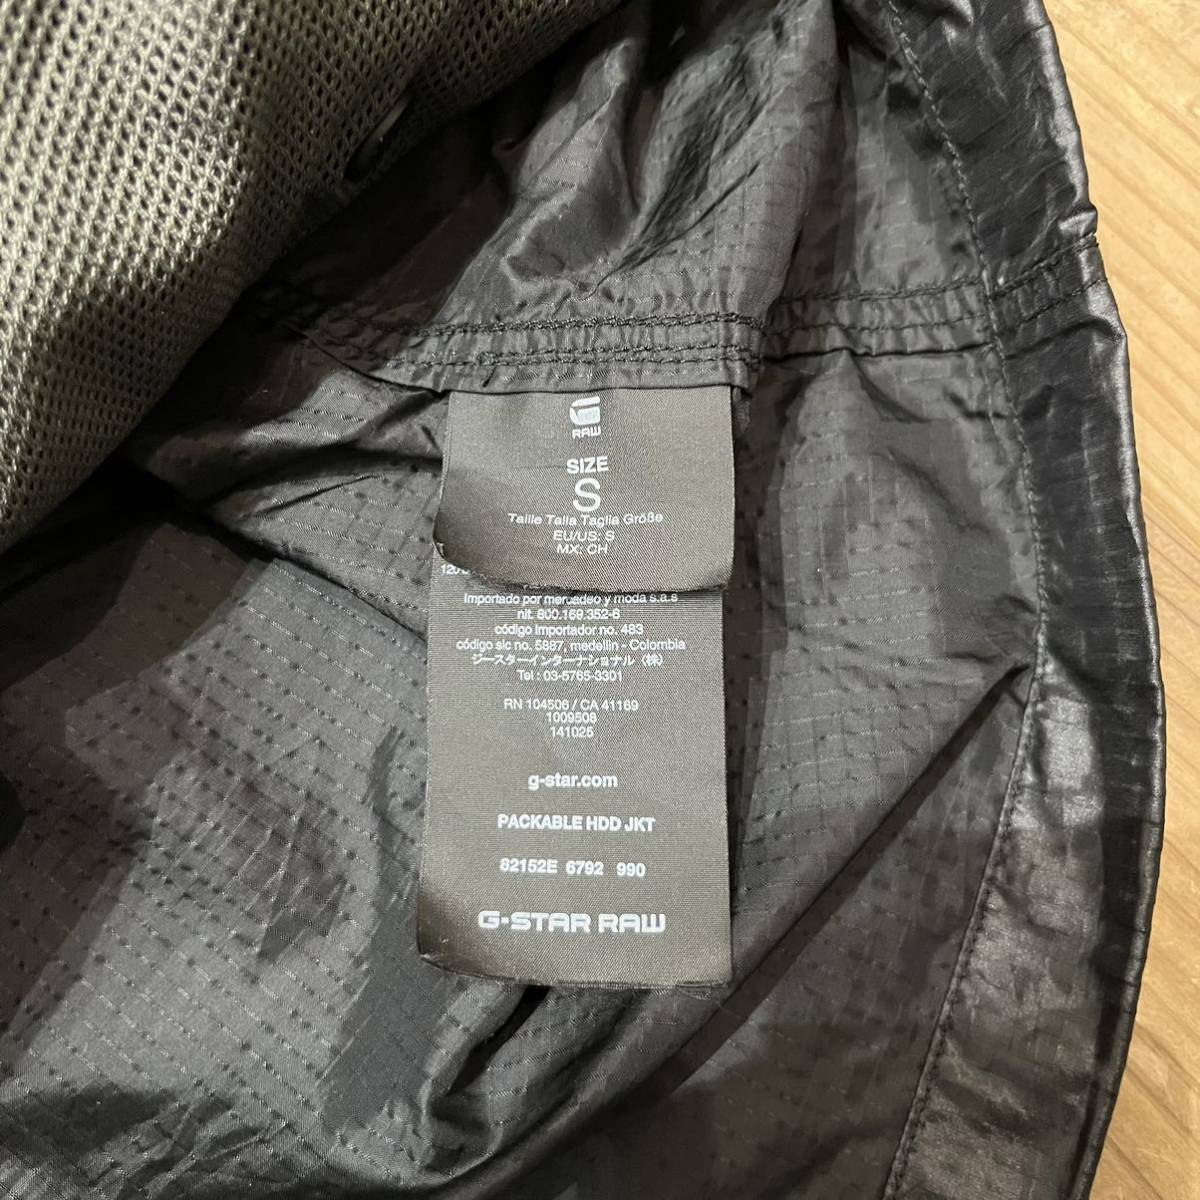 RAW
SIZE
S
Taille Talla Taglia Größe
EU/US: S
MX: CH
Importado por mercadeo y moda s.a.s
nit. 800.169.352-6
código importador no. 483
código sic no. 5887, medellin - Colombia
ジースターインターナショナル（株）
Tel : 03-5765-3301
RN 104506 / CA 41169
1009508
141025
g-star.com
PACKABLE HDD JKT
82152E 6792 990
G-STAR RAW